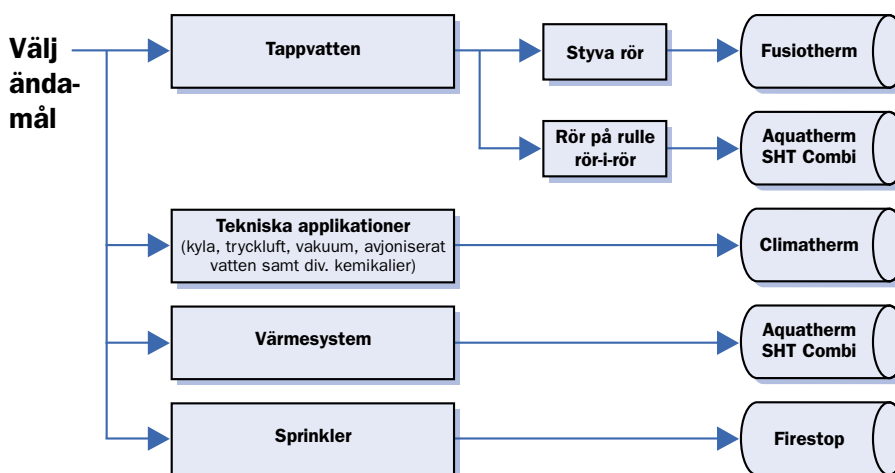 Välj
ända-
mål
Tappvatten
Styva rör
Fusiotherm
Rör på rulle
rör-i-rör
Aquatherm
SHT Combi
Tekniska applikationer
(kyla, tryckluft, vakuum, avjoniserat
vatten samt div. kemikalier)
Climatherm
Värmesystem
Aquatherm
SHT Combi
Sprinkler
Firestop